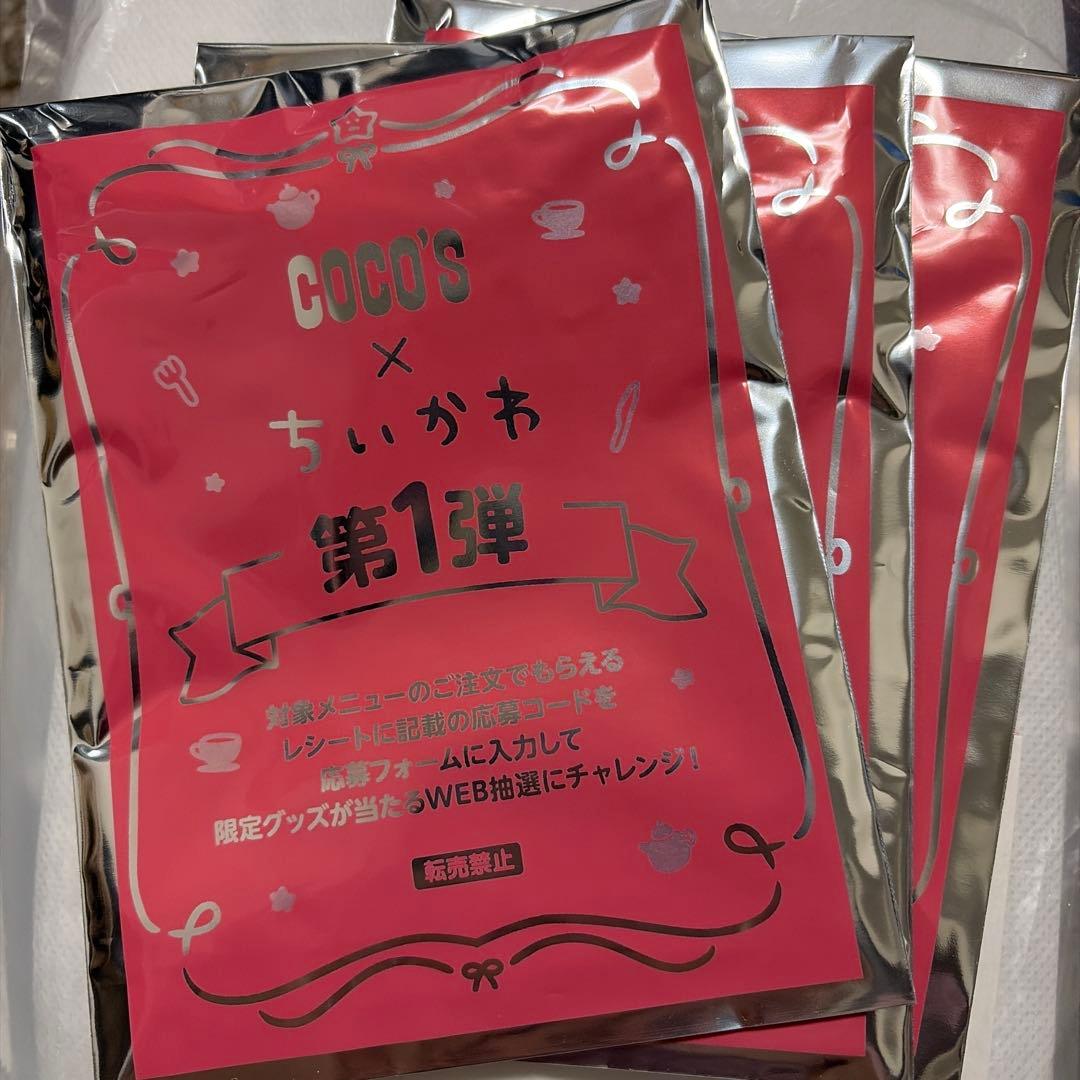 COCO'S
×
ちいかわ
第1弾
対象メニューのご注文でもらえる
レシートに記載の応募コードを
応募フォームに入力して
限定グッズが当たるWEB抽選にチャレンジ！
転売禁止